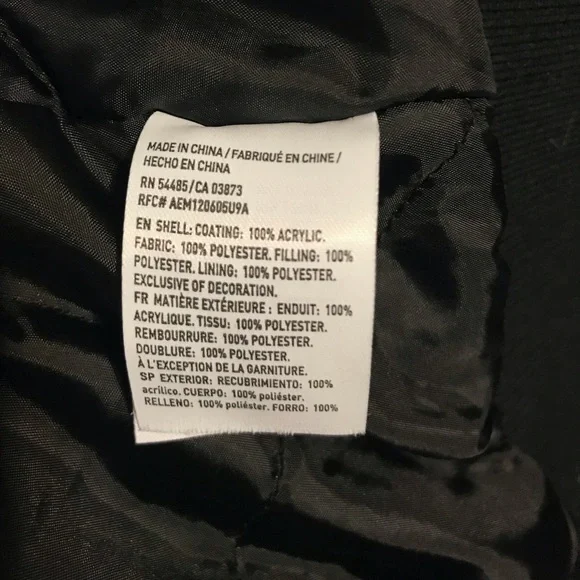 MADE IN CHINA / FABRIQUÉ EN CHINE /
HECHO EN CHINA
RN 54485/CA 03873
RFC# AEM120605U9A
EN SHELL: COATING: 100% ACRYLIC.
FABRIC: 100% POLYESTER. FILLING: 100%
POLYESTER. LINING: 100% POLYESTER.
EXCLUSIVE OF DECORATION.
FR MATIÈRE EXTÉRIEURE : ENDUIT: 100%
ACRYLIQUE. TISSU: 100% POLYESTER.
REMBOURRURE: 100% POLYESTER.
DOUBLURE: 100% POLYESTER.
À L'EXCEPTION DE LA GARNITURE.
SP EXTERIOR: RECUBRIMIENTO: 100%
acrílico. CUERPO: 100% poliéster.
RELLENO: 100% poliéster. FORRO: 100%